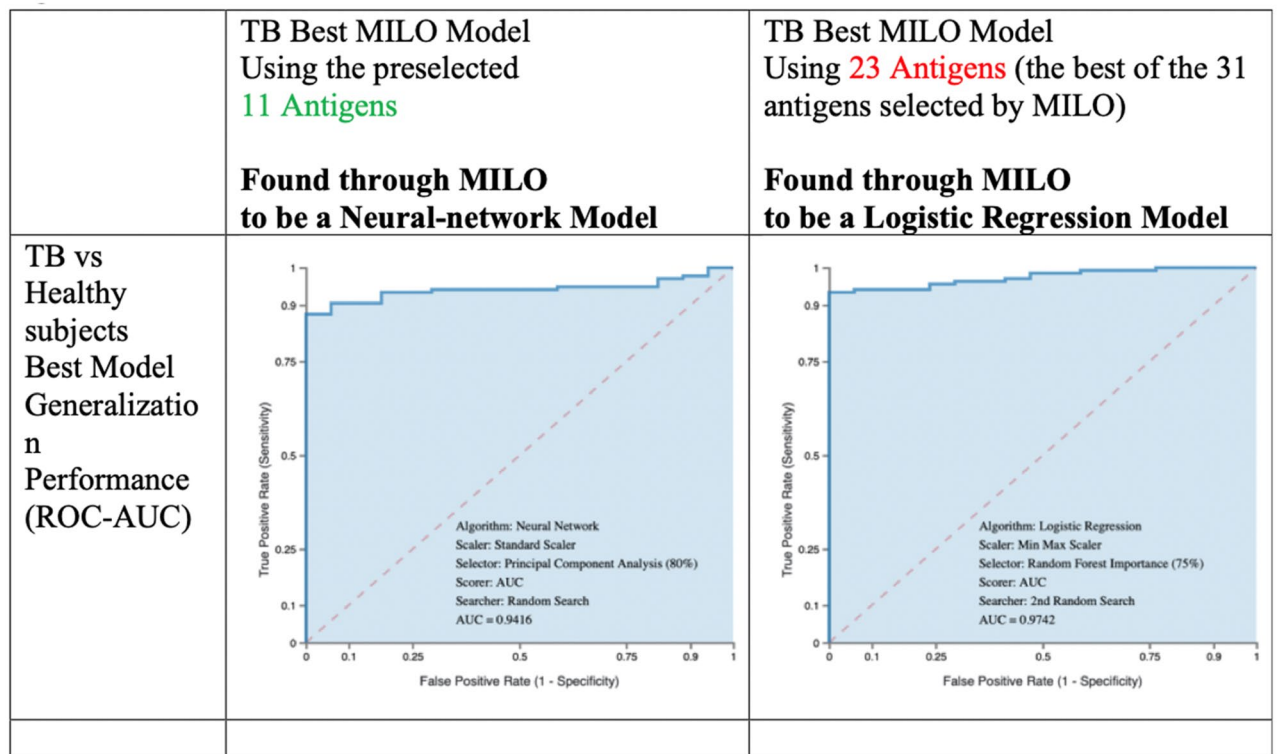 TB Best MILO Model
Using the preselected
11 Antigens
Found through MILO
to be a Neural-network Model
TB Best MILO Model
Using 23 Antigens (the best of the 31
antigens selected by MILO)
Found through MILO
to be a Logistic Regression Model
TB vs
Healthy
subjects
Best Model
Generalizatio
n
Performance
(ROC-AUC)
True Positive Rate (Sensitivity)
1
0.9
0.75
0.5
0.25
0.1
0
Algorithm: Neural Network
Scaler: Standard Scaler
Selector: Principal Component Analysis (80%)
Scorer: AUC
Searcher: Random Search
AUC = 0.9416
0 0.1 0.25 0.5 0.75 0.9 1
False Positive Rate (1 - Specificity)
True Positive Rate (Sensitivity)
1
0.9
0.75
0.5
0.25
0.1
0
Algorithm: Logistic Regression
Scaler: Min Max Scaler
Selector: Random Forest Importance (75%)
Scorer: AUC
Searcher: 2nd Random Search
AUC = 0.9742
0 0.1 0.25 0.5 0.75 0.9 1
False Positive Rate (1 - Specificity)